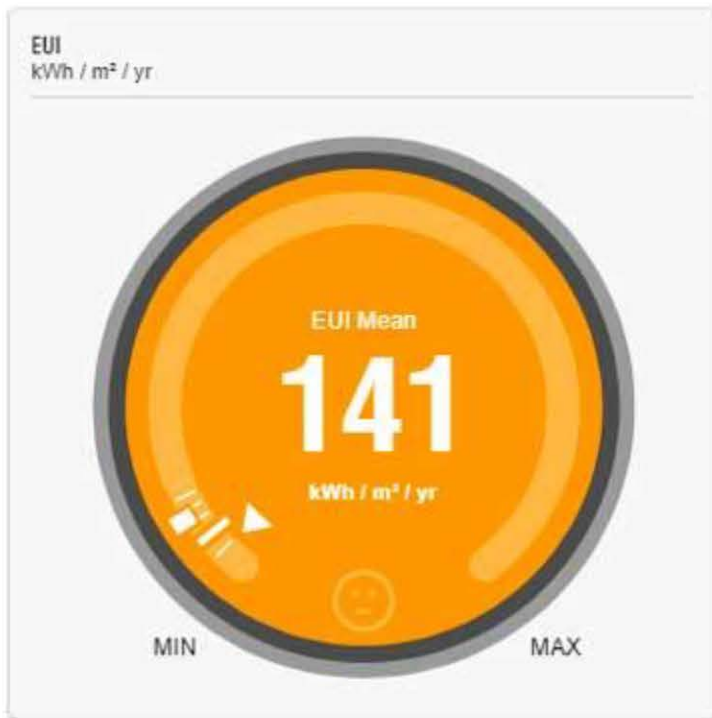 EUI
kWh / m² / yr
EUI Mean
141
kWh / m² / yr
MIN
MAX